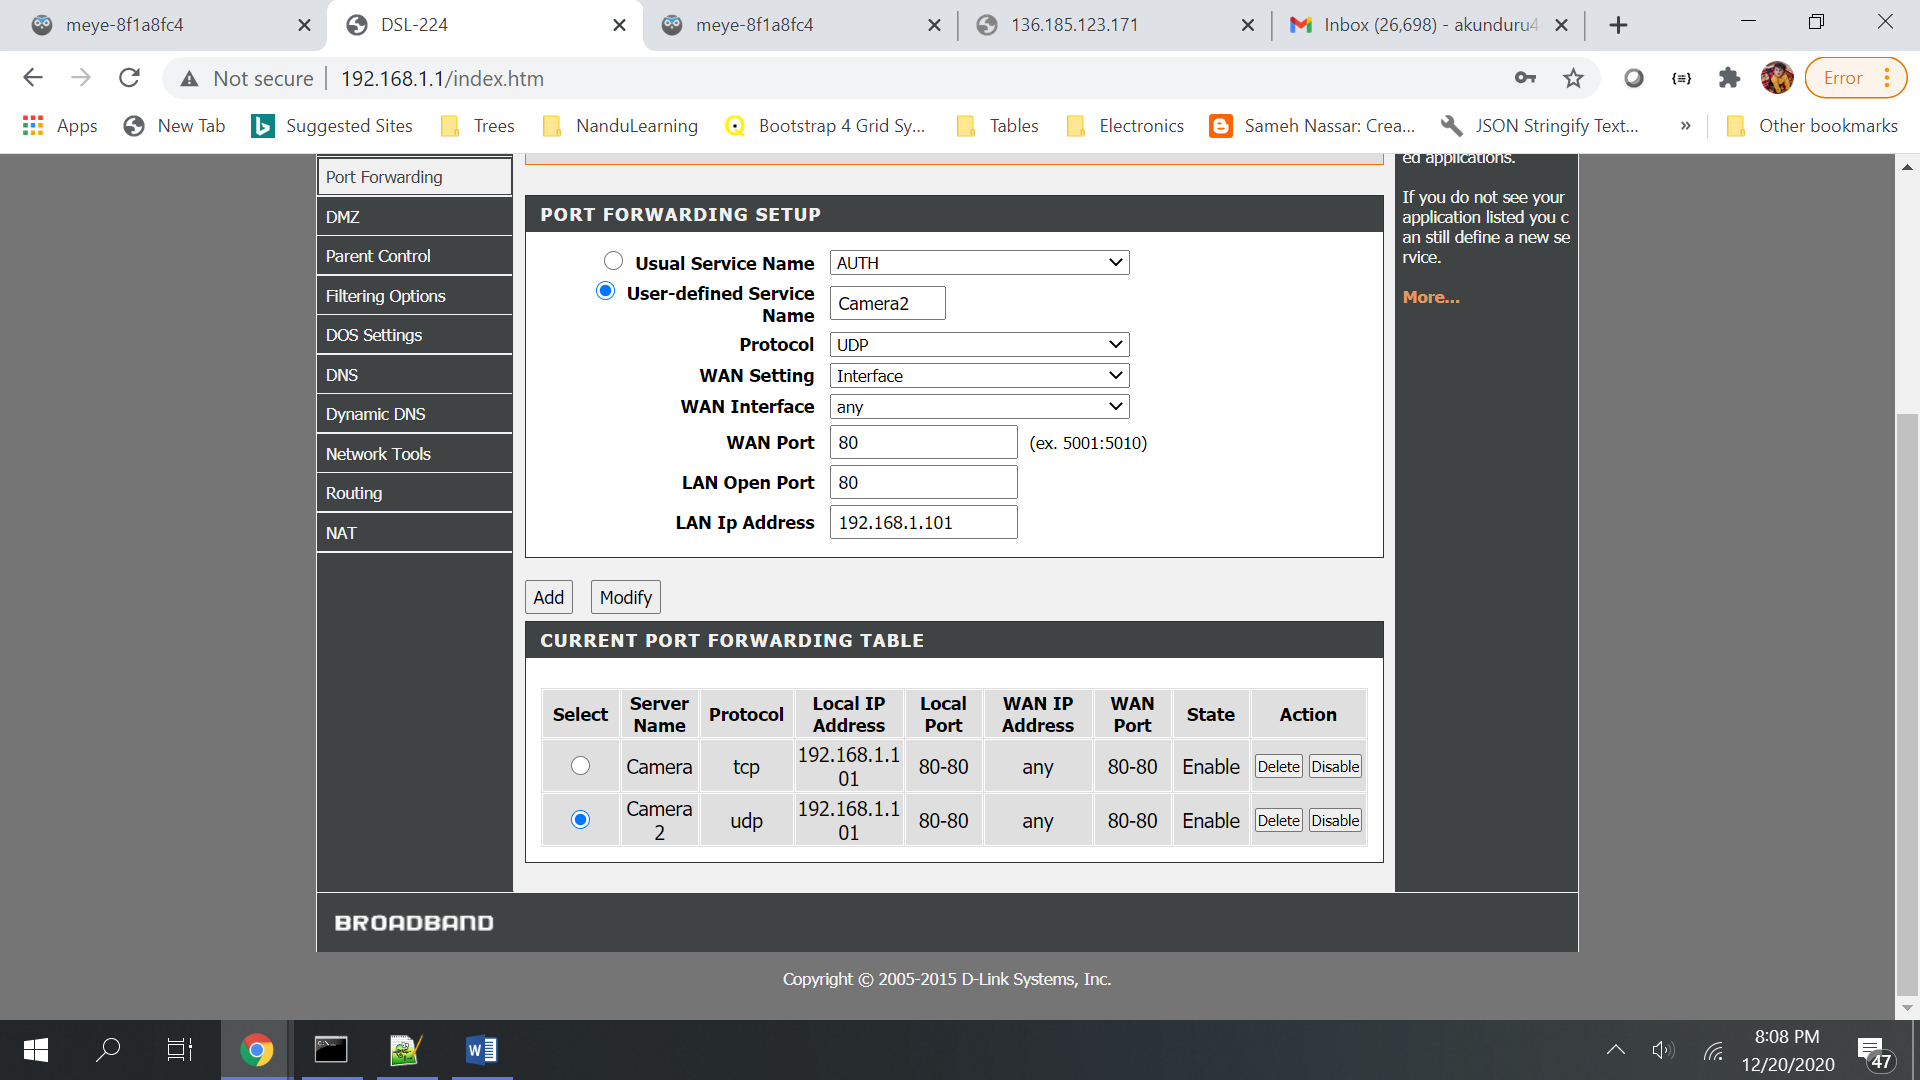 meye-8f1a8fc4
DSL-224
meye-8f1a8fc4
136.185.123.171
Inbox (26,698) - akunduru4
Not secure
192.168.1.1/index.htm
Error
Apps
New Tab
Suggested Sites
Trees
NanduLearning
Bootstrap 4 Grid Sy...
Tables
Electronics
Sameh Nassar: Crea...
JSON Stringify Text...
»
Other bookmarks
Port Forwarding
DMZ
Parent Control
Filtering Options
DOS Settings
DNS
Dynamic DNS
Network Tools
Routing
NAT
PORT FORWARDING SETUP
Usual Service Name AUTH
User-defined Service
Name Camera2
Protocol UDP
WAN Setting Interface
WAN Interface any
WAN Port 80 (ex. 5001:5010)
LAN Open Port 80
LAN Ip Address 192.168.1.101
Add Modify
CURRENT PORT FORWARDING TABLE
Select Server Name Protocol Local IP Address Local Port WAN IP Address WAN Port State Action
Camera tcp 192.168.1.1 80-80 any 80-80 Enable Delete Disable
01
Camera udp 192.168.1.1 80-80 any 80-80 Enable Delete Disable
2 01
ed applications.
If you do not see your
application listed you c
an still define a new se
rvice.
More...
BROADBAND
Copyright © 2005-2015 D-Link Systems, Inc.
8:08 PM
12/20/2020
47